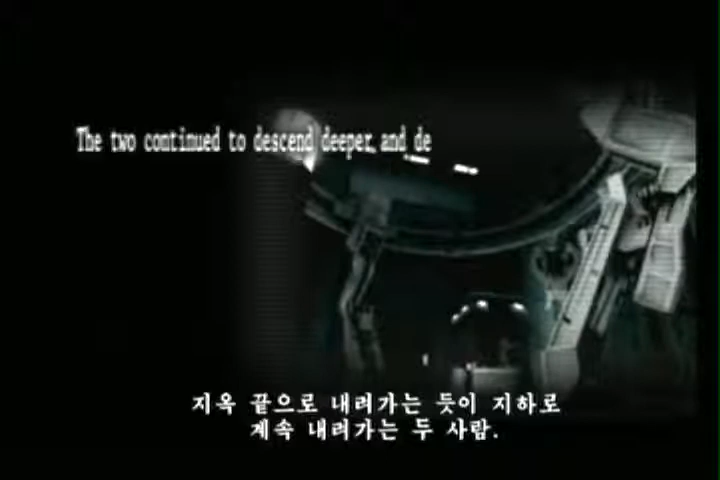 The two continued to descend deeper and de
지옥 끝으로 내려가는 듯이 지하로
계속 내려가는 두 사람.